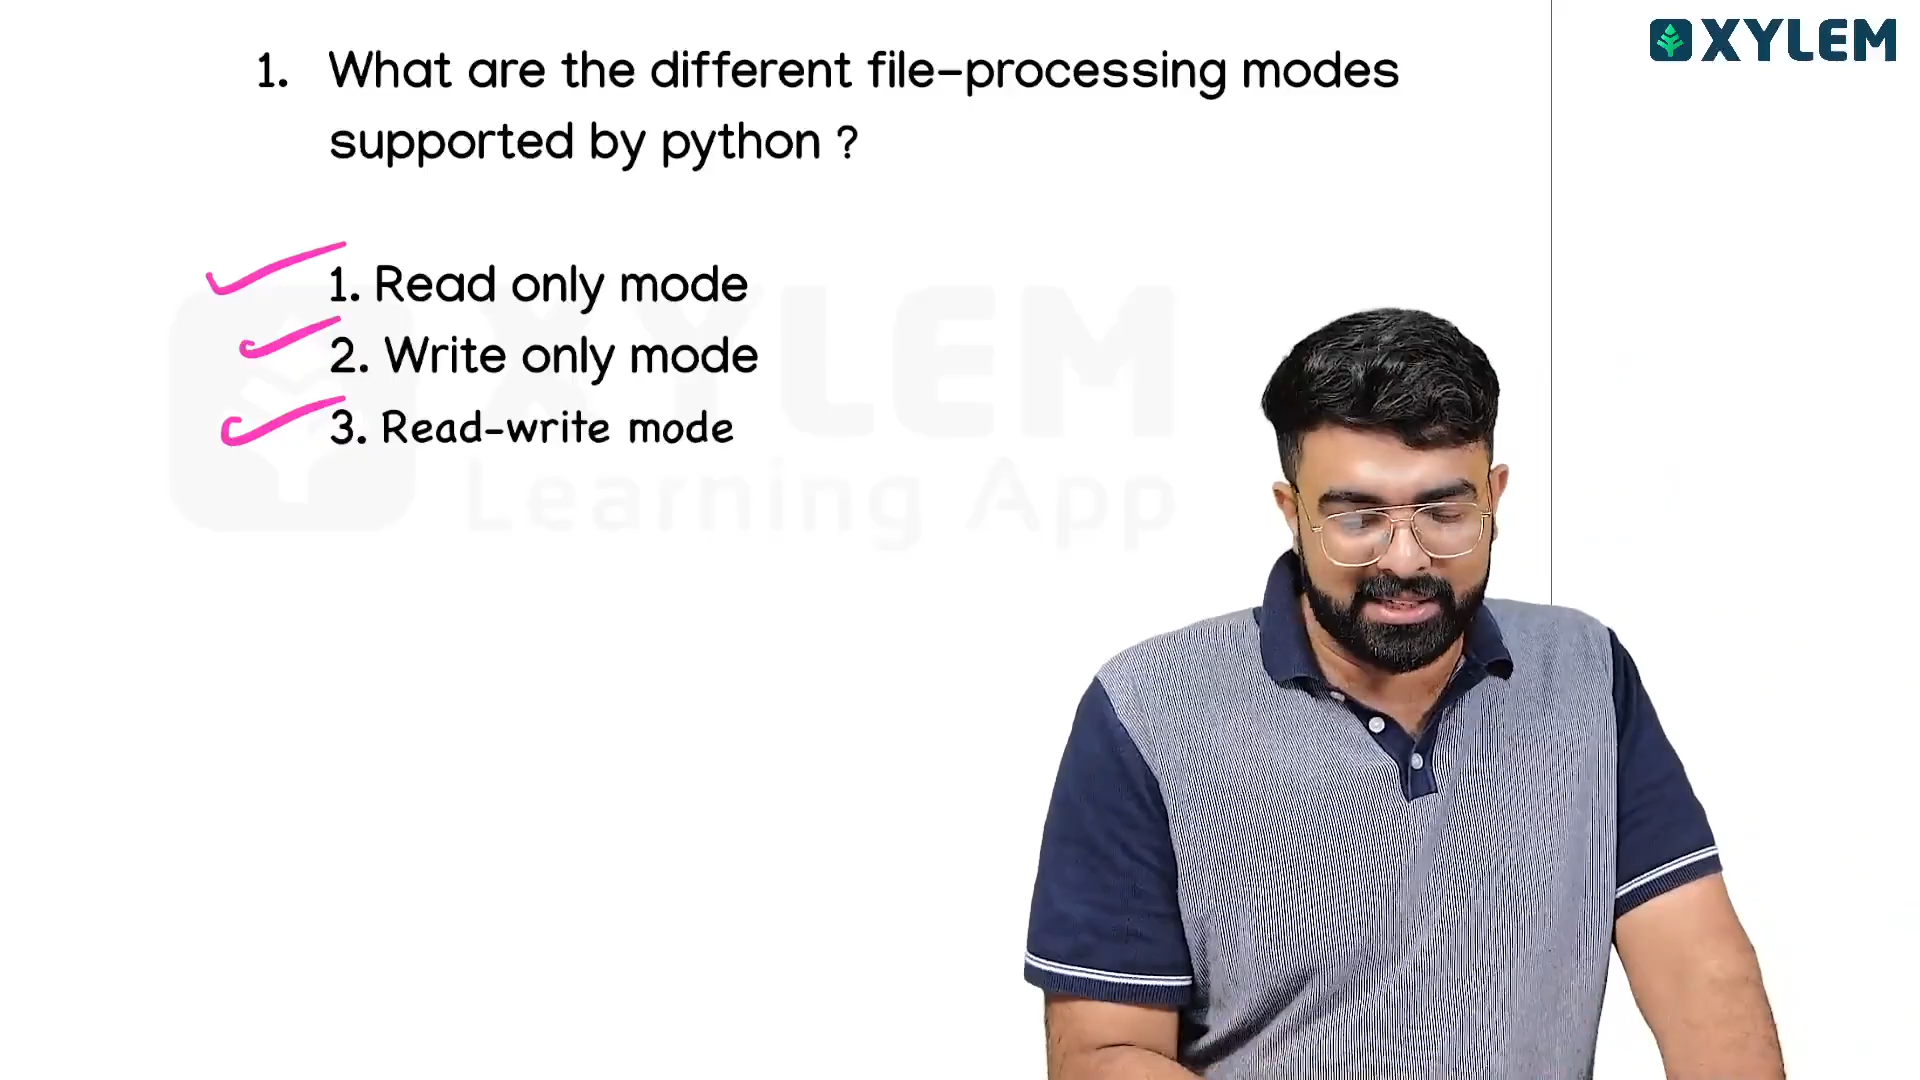 XYLEM
1. What are the different file-processing modes
supported by python ?
1. Read only mode
2. Write only mode
3. Read-write mode
XYLEM
Learning App